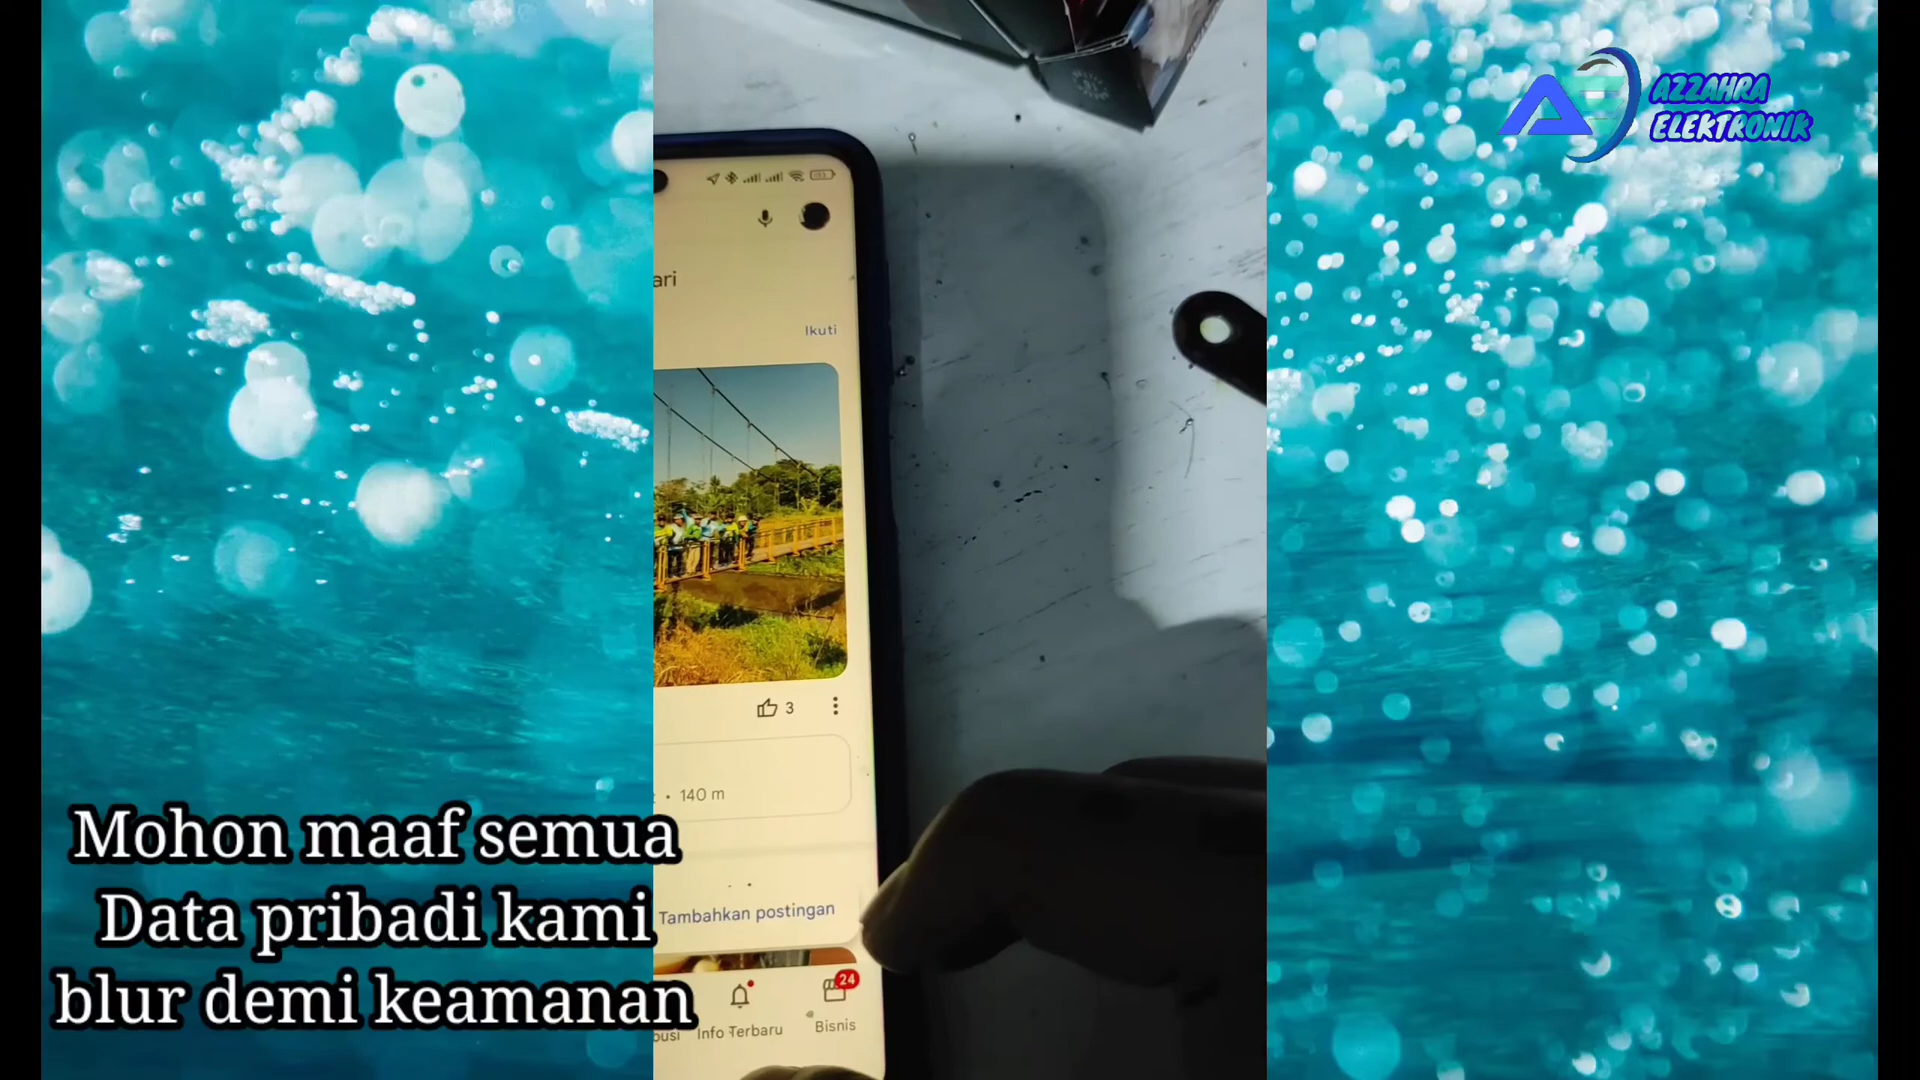 AZZAHRA
ELEKTRONIK
ari
Ikuti
3
• 140 m
Tambahkan postingan
24
busi
Info Terbaru
Bisnis
Mohon maaf semua
Data pribadi kami
blur demi keamanan